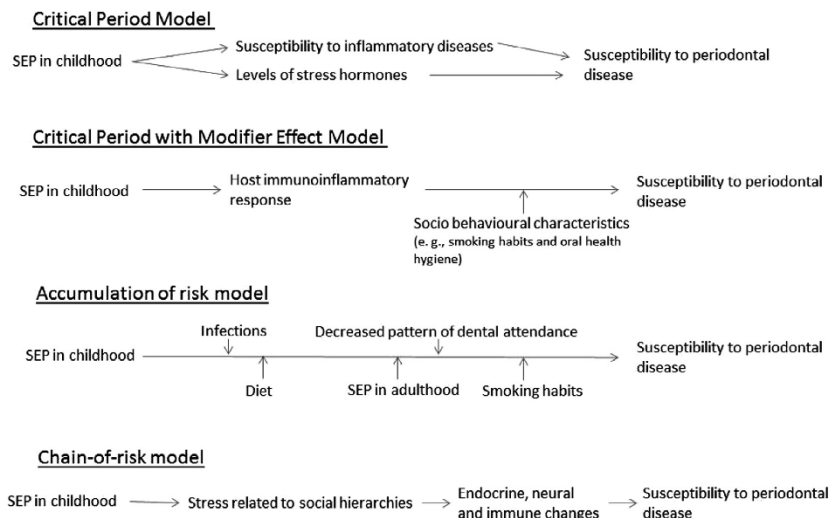 Critical Period Model
SEP in childhood
Susceptibility to inflammatory diseases
Levels of stress hormones
Susceptibility to periodontal
disease
Critical Period with Modifier Effect Model
SEP in childhood
Host immunoinflammatory
response
Socio behavioural characteristics
(e. g., smoking habits and oral health
hygiene)
Susceptibility to periodontal
disease
Accumulation of risk model
SEP in childhood
Infections
Diet
Decreased pattern of dental attendance
SEP in adulthood
Smoking habits
Susceptibility to periodontal
disease
Chain-of-risk model
SEP in childhood
Stress related to social hierarchies
Endocrine, neural
and immune changes
Susceptibility to periodontal
disease